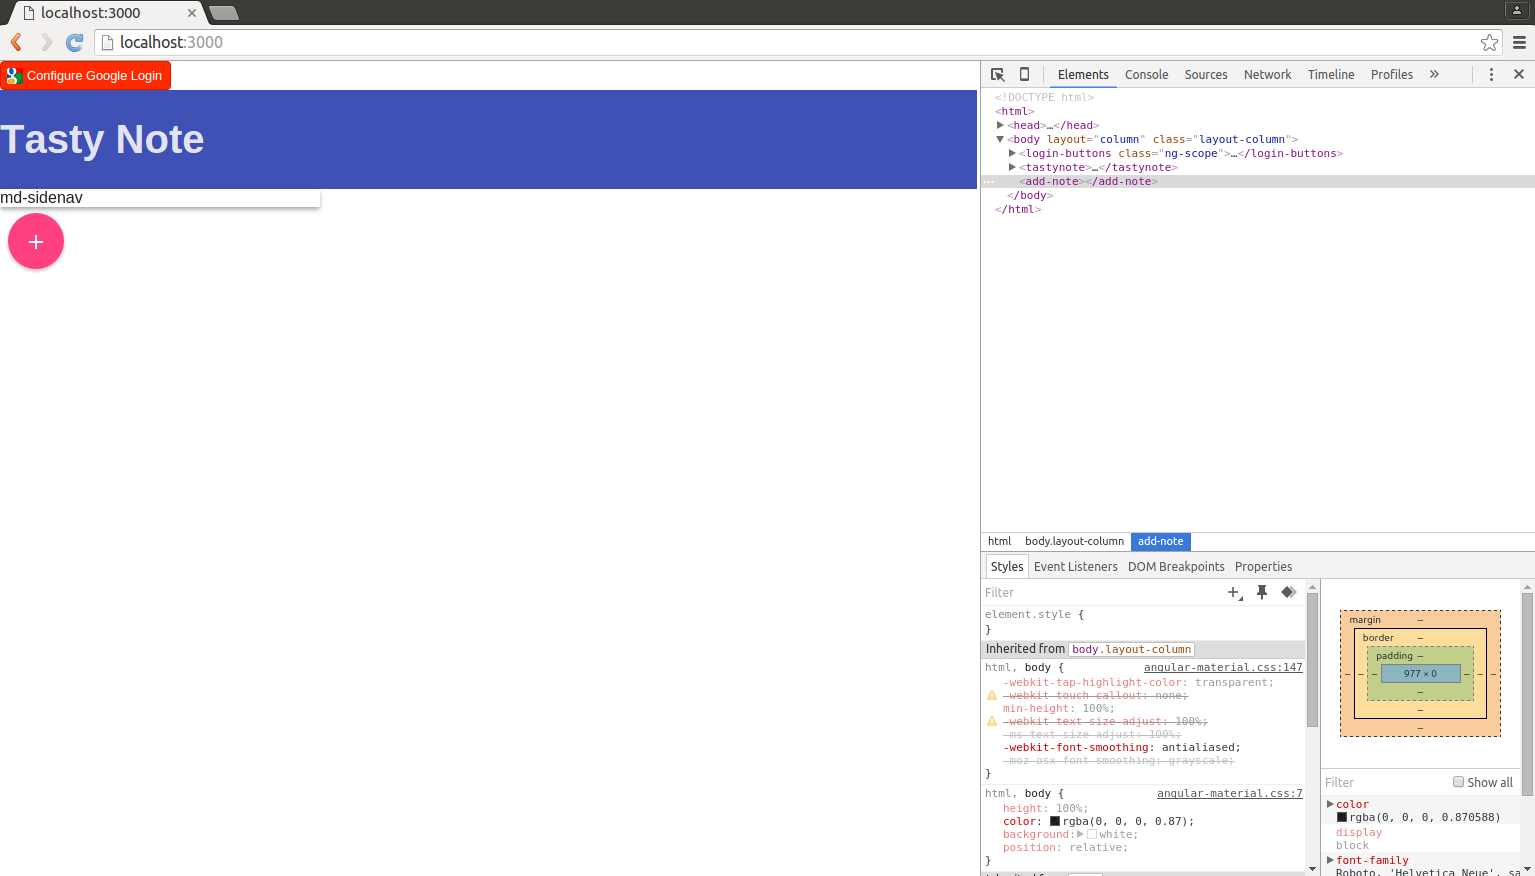 localhost:3000
localhost:3000
Configure Google Login
Tasty Note
md-sidenav
Elements Console Sources Network Timeline Profiles »
<!DOCTYPE html>
<html>
<head>…</head>
<body layout="column" class="layout-column">
<login-buttons class="ng-scope">…</login-buttons>
<tastynote>…</tastynote>
<add-note></add-note>
</body>
</html>
html body.layout-column add-note
Styles Event Listeners DOM Breakpoints Properties
Filter
element.style {
}
Inherited from body.layout-column
html, body { angular-material.css:147
-webkit-tap-highlight-color: transparent;
-webkit-touch-callout: none;
min-height: 100%;
-webkit-text-size-adjust: 100%;
-ms-text-size-adjust: 100%;
-webkit-font-smoothing: antialiased;
-moz-osx-font-smoothing: grayscale;
}
html, body { angular-material.css:7
height: 100%;
color: rgba(0, 0, 0, 0.87);
background: white;
position: relative;
}
margin –
border –
padding –
– – – 977 × 0 – – –
–
–
–
Filter Show all
color
rgba(0, 0, 0, 0.870588)
display
block
font-family
Roboto, 'Helvetica Neue', sa